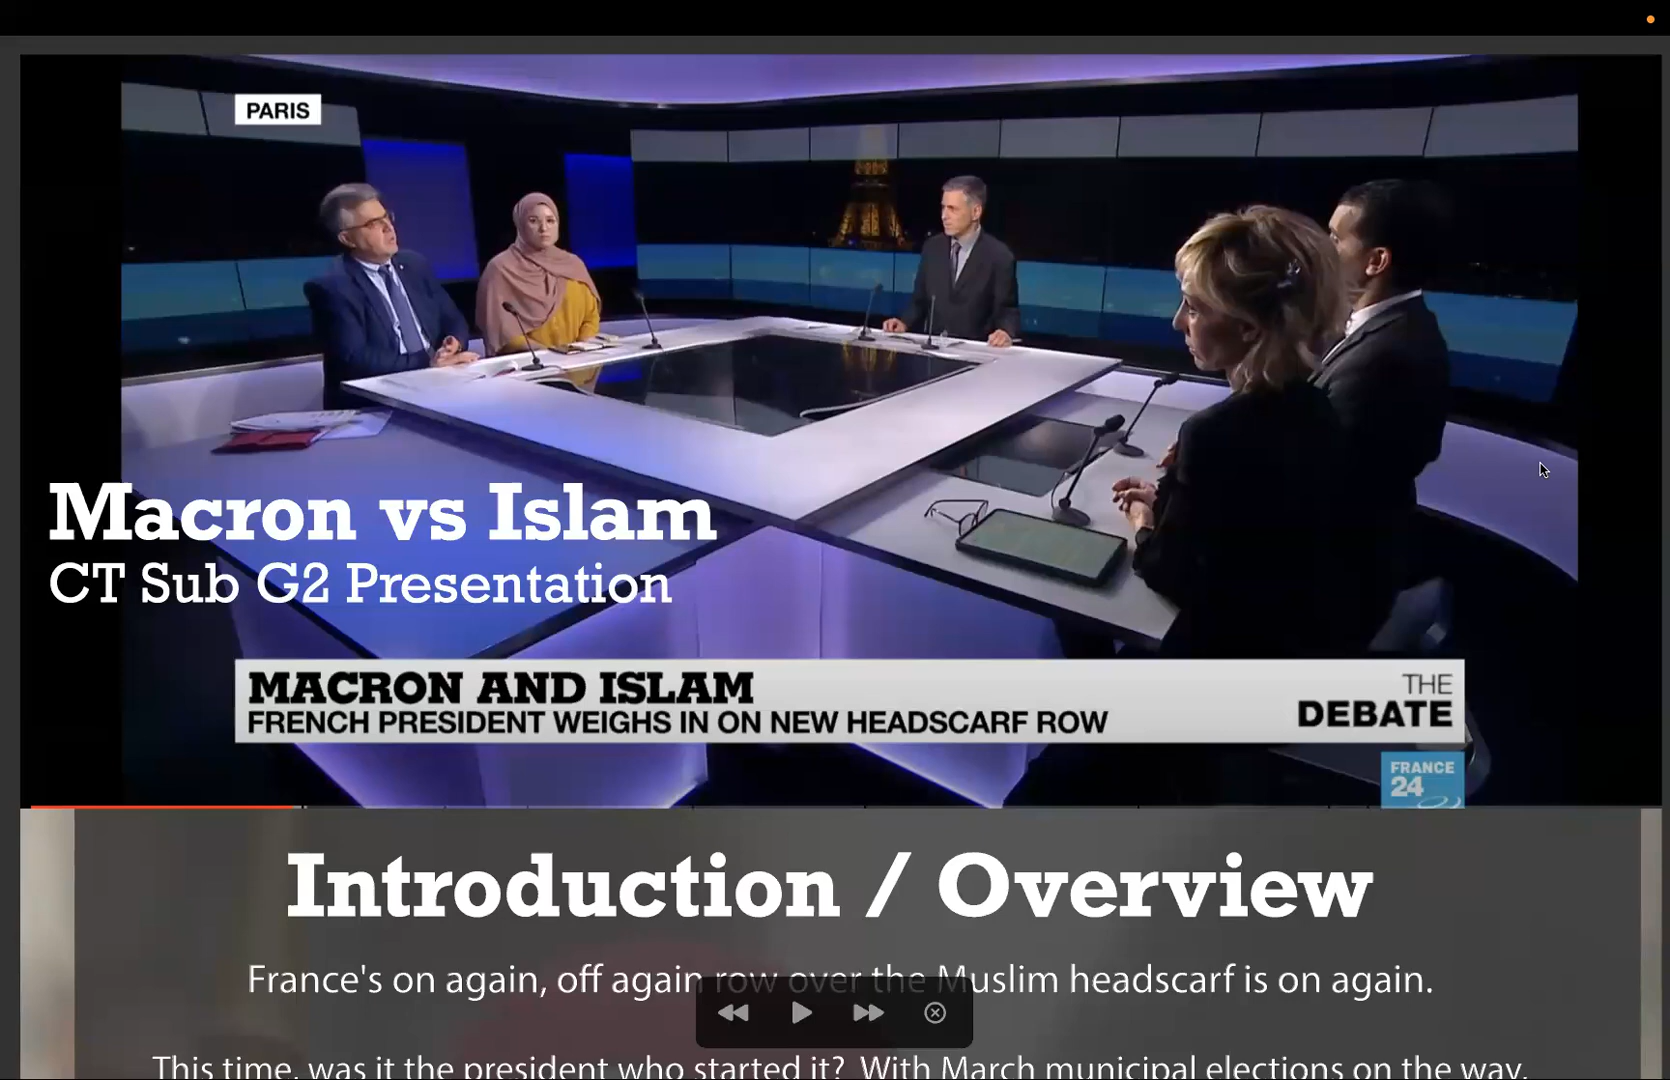 PARIS
Macron vs Islam
CT Sub G2 Presentation
MACRON AND ISLAM
FRENCH PRESIDENT WEIGHS IN ON NEW HEADSCARF ROW
THE
DEBATE
FRANCE
24
Introduction / Overview
France's on again, off again row over the Muslim headscarf is on again.
This time, was it the president who started it? With March municipal elections on the way,